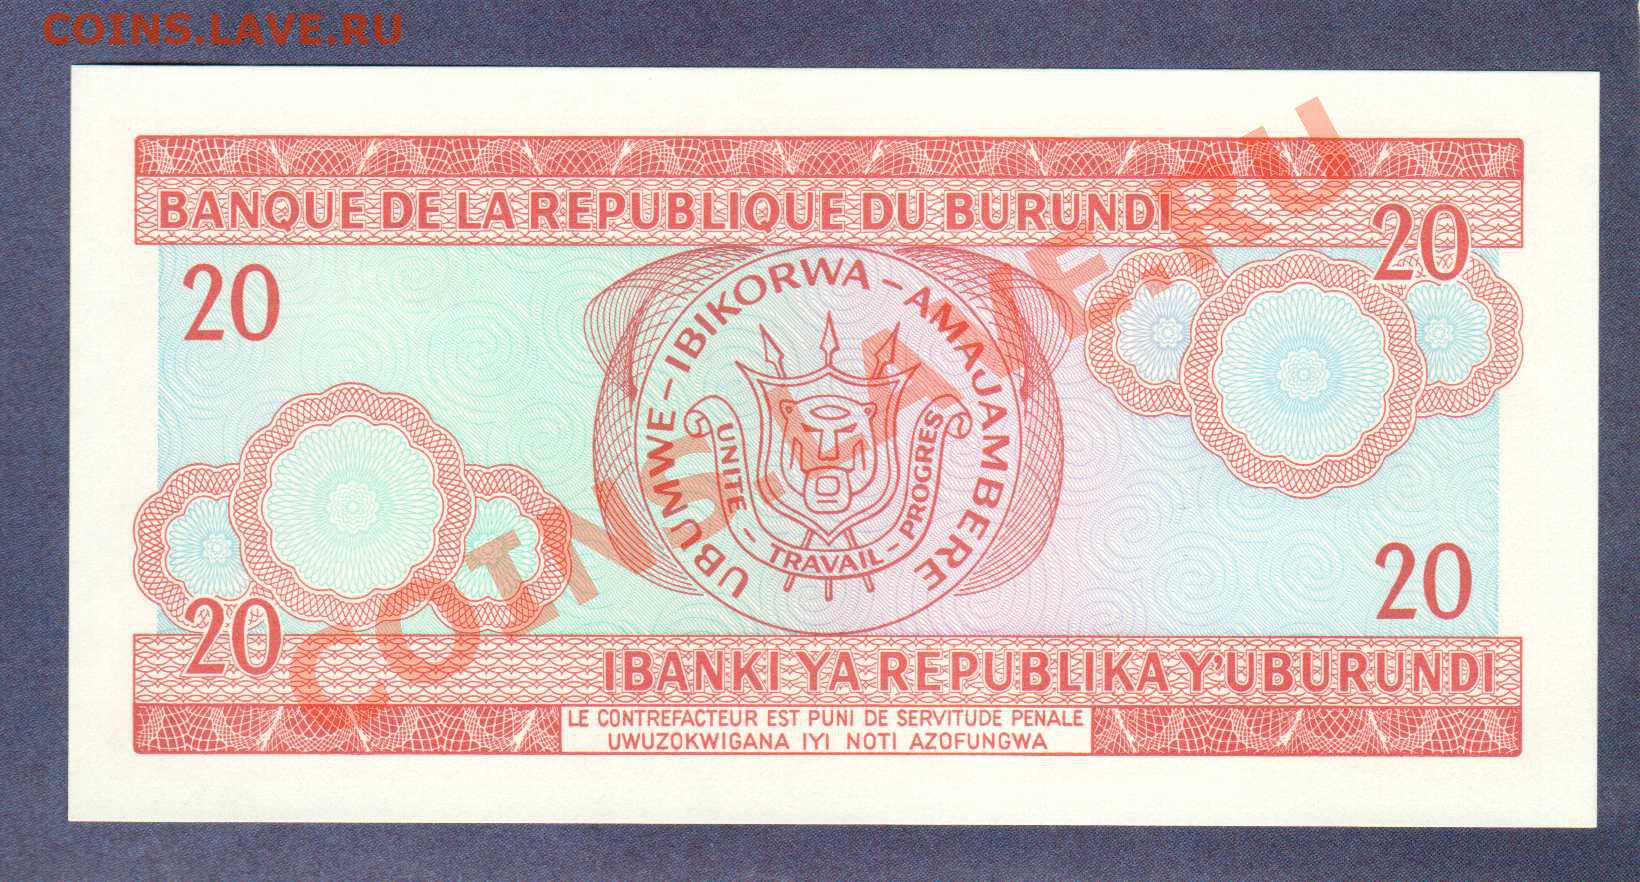 COINS.LAVE.RU
BANQUE DE LA REPUBLIQUE DU BURUNDI
20
20
UBUMWE – IBIKORWA – AMAJAMBERE
UNITE - TRAVAIL - PROGRES
COINS.LAVE.RU
20
20
IBANKI YA REPUBLIKA Y'UBURUNDI
LE CONTREFACTEUR EST PUNI DE SERVITUDE PENALE
UWUZOKWIGANA IYI NOTI AZOFUNGWA